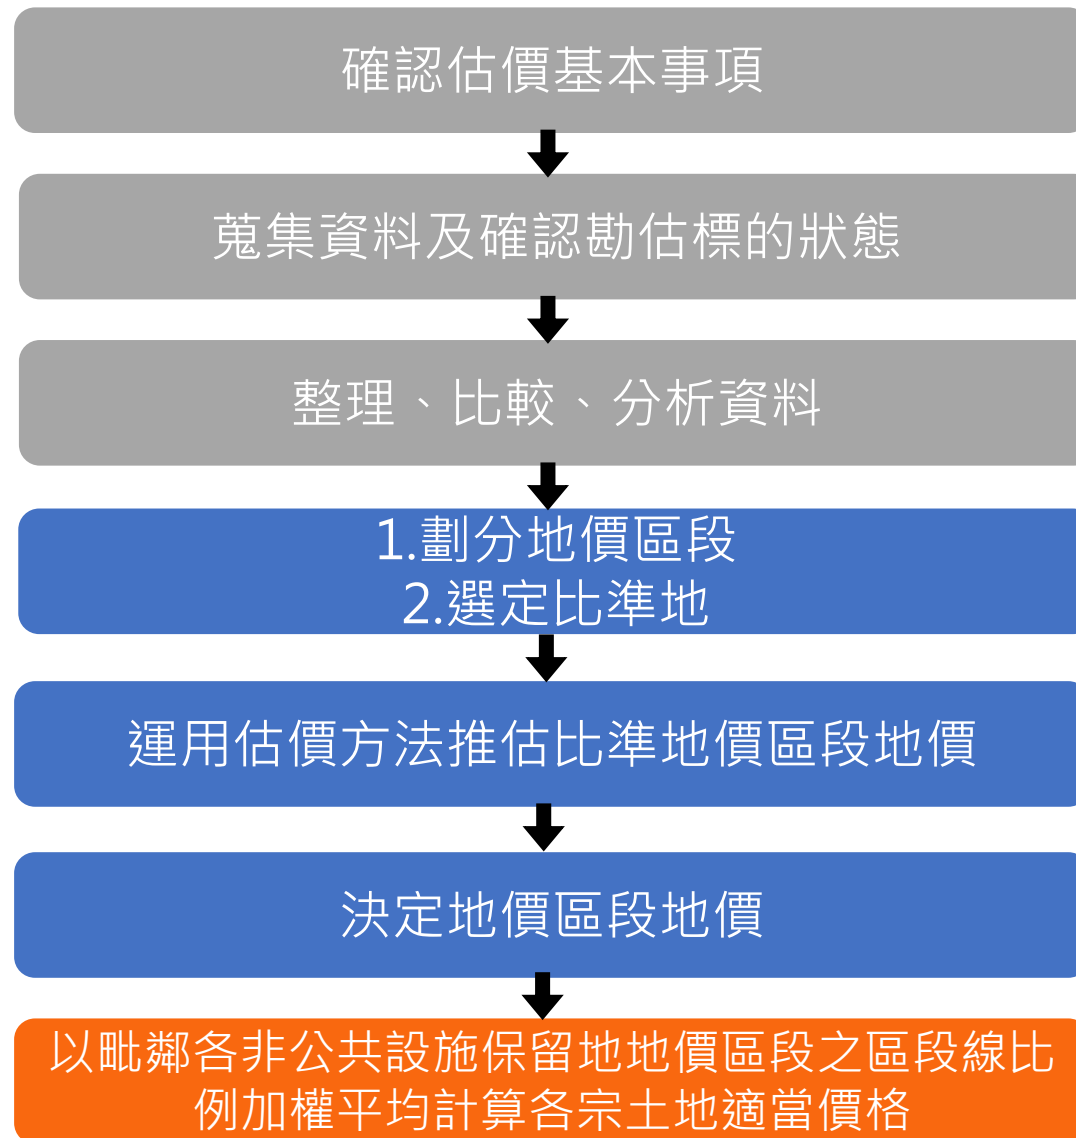 確認估價基本事項
蒐集資料及確認勘估標的狀態
整理、比較、分析資料
1.劃分地價區段
2.選定比準地
運用估價方法推估比準地價區段地價
決定地價區段地價
以毗鄰各非公共設施保留地地價區段之區段線比
例加權平均計算各宗土地適當價格